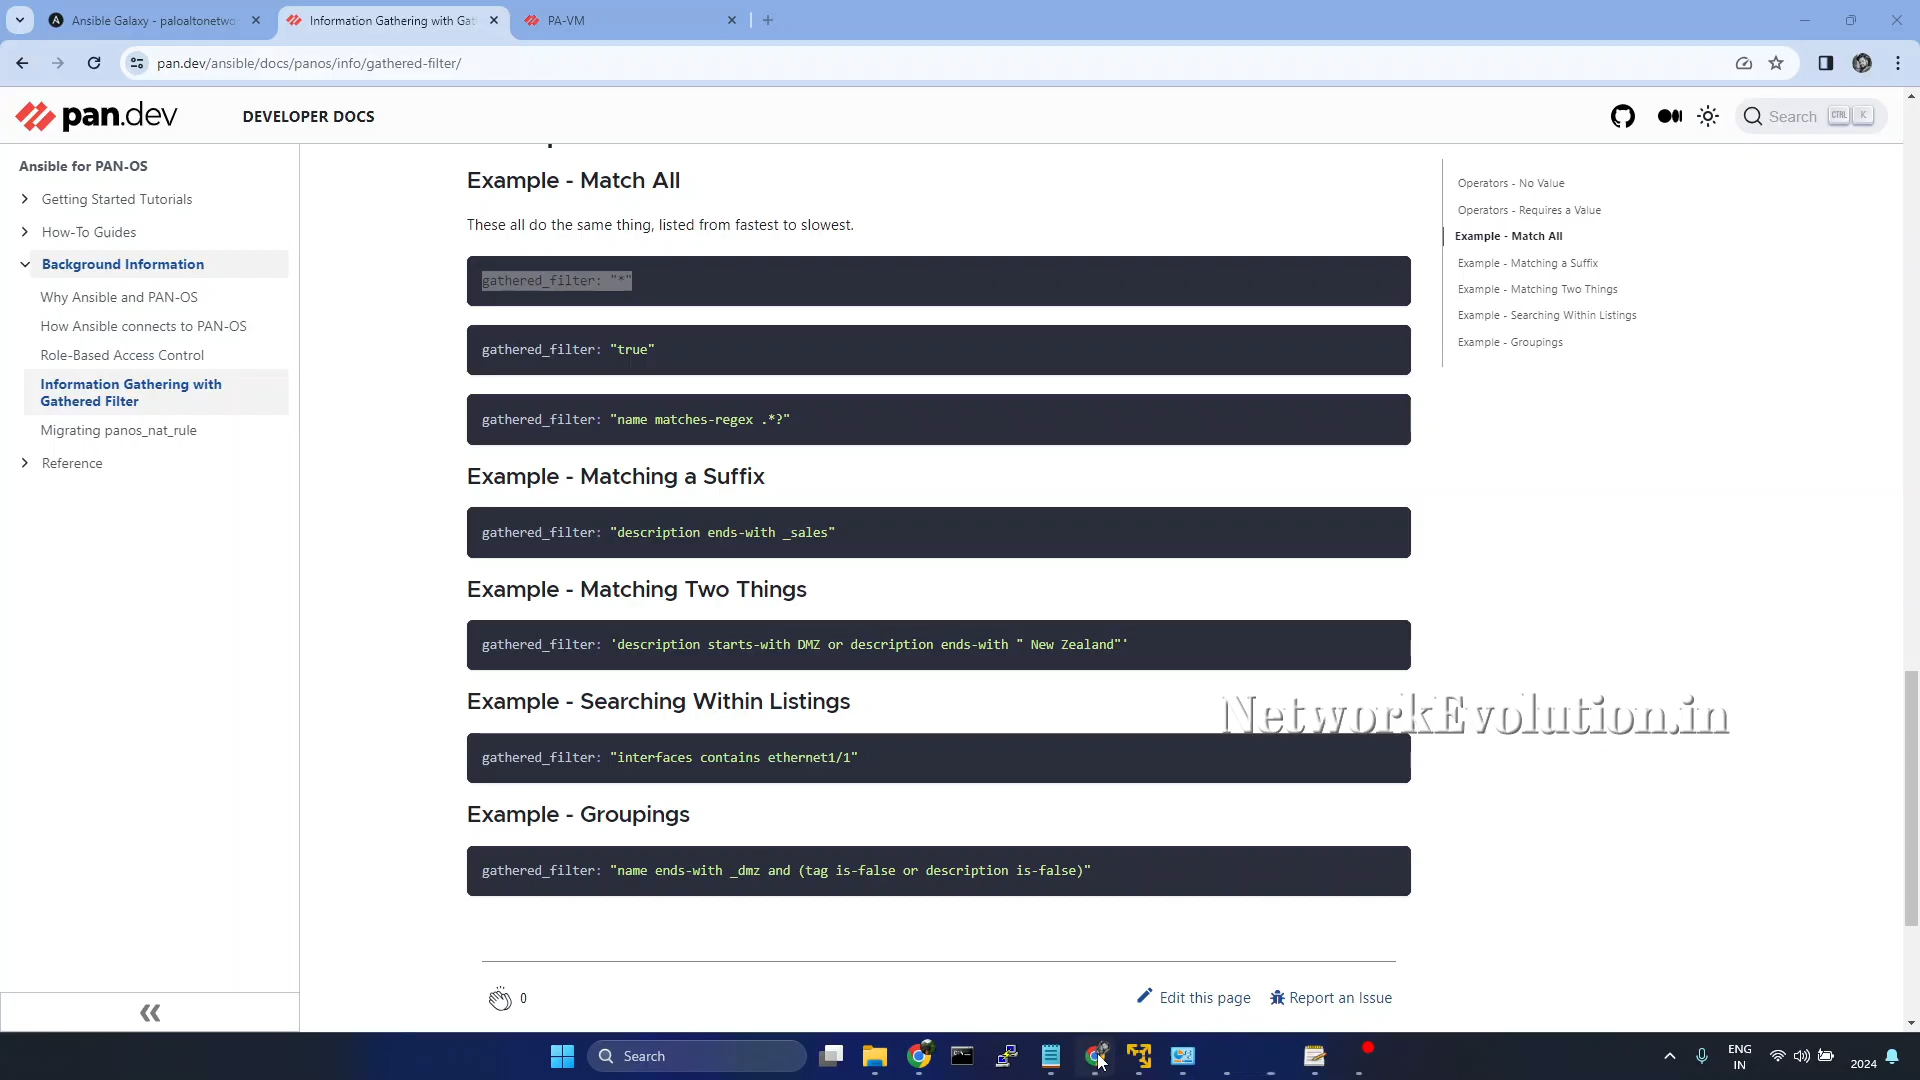 Ansible Galaxy - paloaltonetwo
Information Gathering with Gat
PA-VM
pan.dev/ansible/docs/panos/info/gathered-filter/
pan.dev
DEVELOPER DOCS
Search
CTRL
K
Ansible for PAN-OS
Getting Started Tutorials
How-To Guides
Background Information
Why Ansible and PAN-OS
How Ansible connects to PAN-OS
Role-Based Access Control
Information Gathering with
Gathered Filter
Migrating panos_nat_rule
Reference
Example - Match All
These all do the same thing, listed from fastest to slowest.
gathered_filter: "*"
gathered_filter: "true"
gathered_filter: "name matches-regex .*?"
Example - Matching a Suffix
gathered_filter: "description ends-with _sales"
Example - Matching Two Things
gathered_filter: 'description starts-with DMZ or description ends-with " New Zealand"'
Example - Searching Within Listings
gathered_filter: "interfaces contains ethernet1/1"
Example - Groupings
gathered_filter: "name ends-with _dmz and (tag is-false or description is-false)"
0
Edit this page
Report an Issue
Operators - No Value
Operators - Requires a Value
Example - Match All
Example - Matching a Suffix
Example - Matching Two Things
Example - Searching Within Listings
Example - Groupings
NetworkEvolution.in
Search
ENG
IN
2024